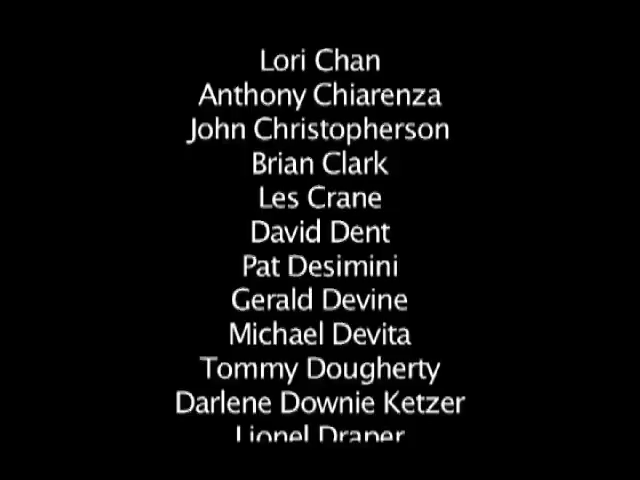 Lori Chan
Anthony Chiarenza
John Christopherson
Brian Clark
Les Crane
David Dent
Pat Desimini
Gerald Devine
Michael Devita
Tommy Dougherty
Darlene Downie Ketzer
Lionel Draper